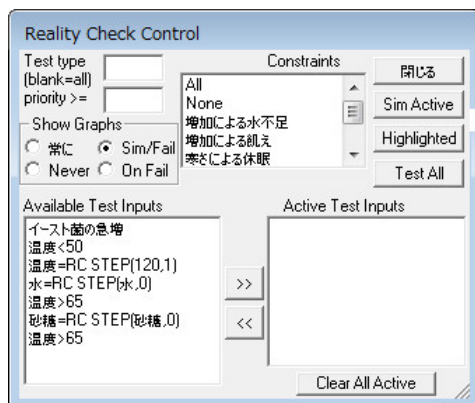 Reality Check Control
Test type
(blank=all)
priority >=
Constraints
All
None
増加による水不足
増加による飢え
寒さによる休眠
閉じる
Sim Active
Highlighted
Test All
Show Graphs
常に
Sim/Fail
Never
On Fail
Available Test Inputs
イースト菌の急増
温度<50
温度=RC STEP(120,1)
水=RC STEP(水,0)
温度>65
砂糖=RC STEP(砂糖,0)
温度>65
>>
<<
Active Test Inputs
Clear All Active